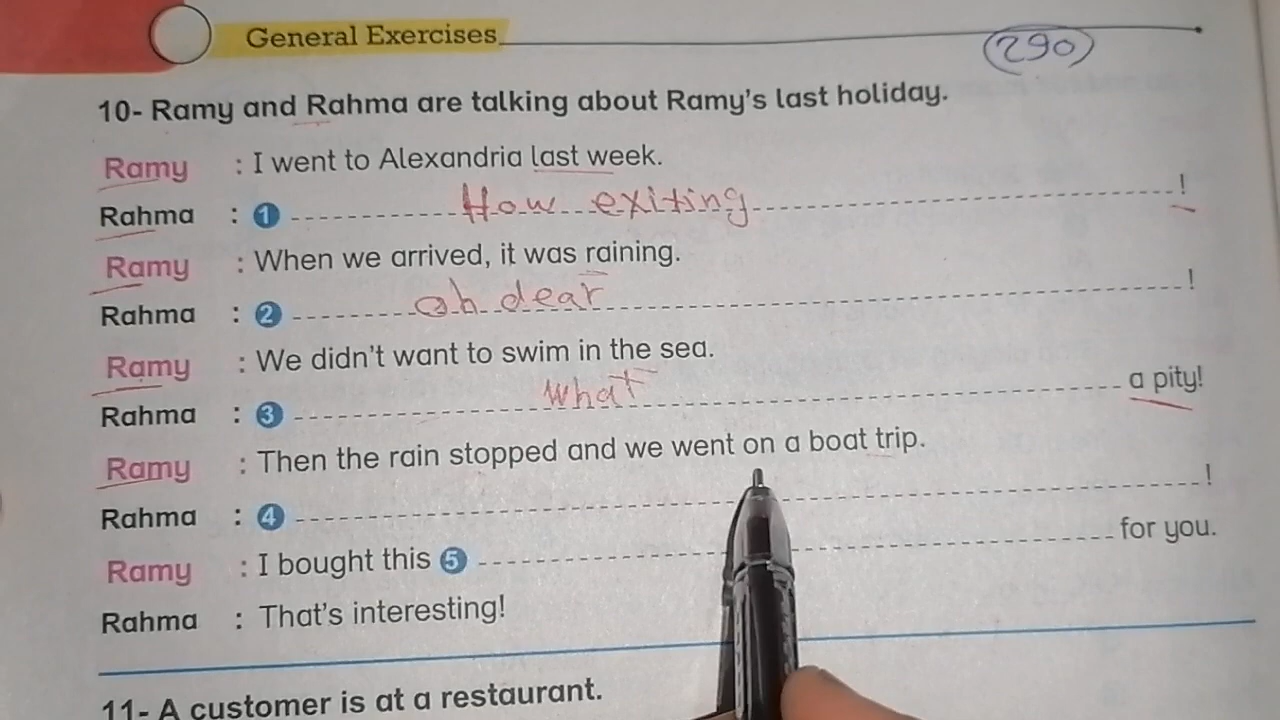 General Exercises
290
10- Ramy and Rahma are talking about Ramy's last holiday.
Ramy : I went to Alexandria last week.
Rahma : 1 How exiting !
Ramy : When we arrived, it was raining.
Rahma : 2 oh dear !
Ramy : We didn't want to swim in the sea.
Rahma : 3 what a pity!
Ramy : Then the rain stopped and we went on a boat trip.
Rahma : 4 !
Ramy : I bought this 5 for you.
Rahma : That's interesting!
11- A customer is at a restaurant.